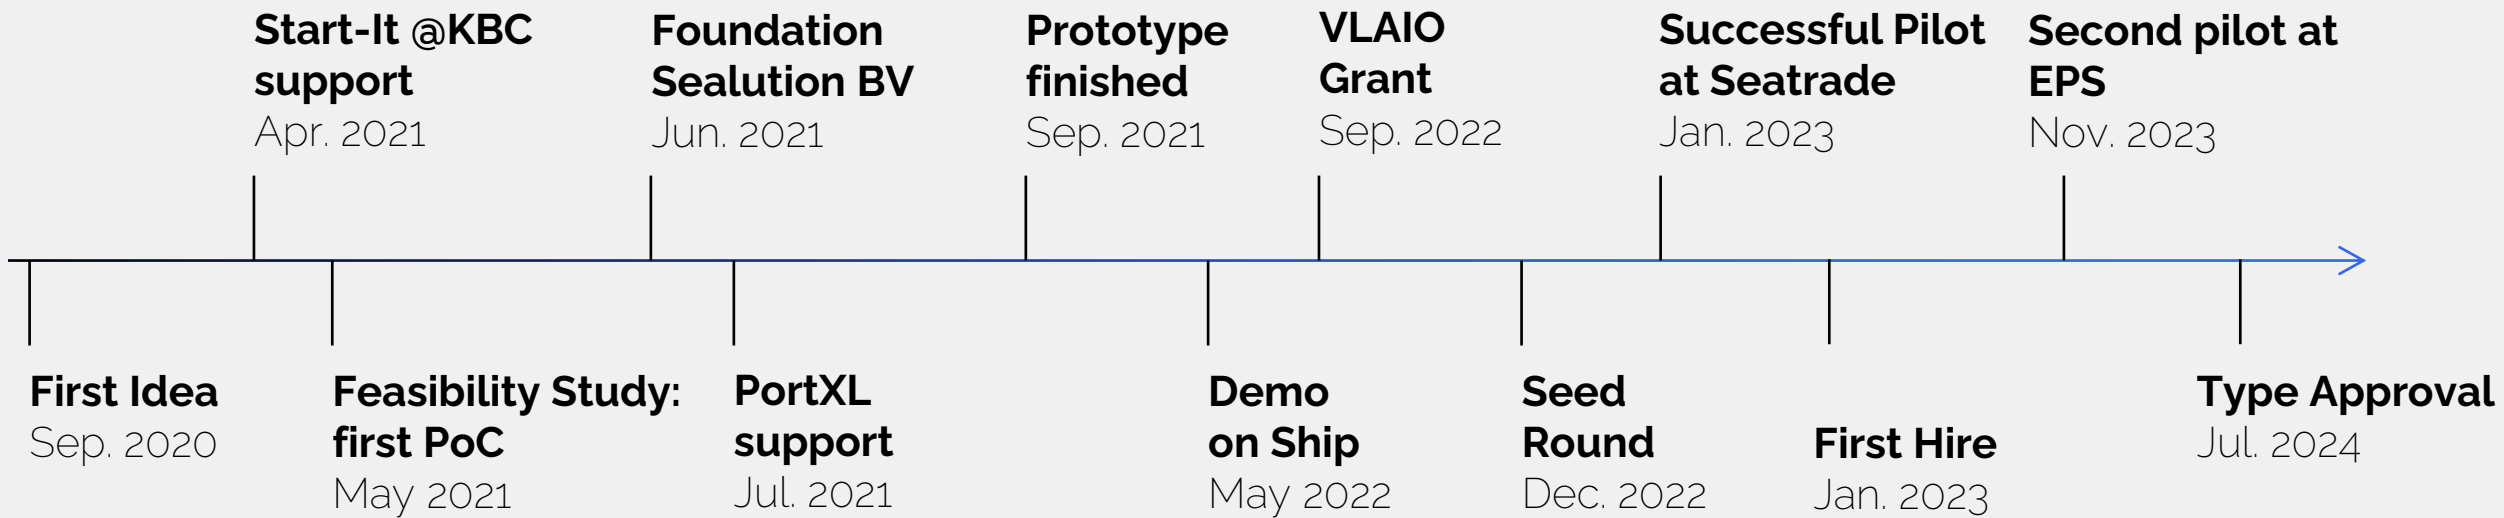 Start-It @KBC
support
Apr. 2021
Foundation
Sealution BV
Jun. 2021
Prototype
finished
Sep. 2021
VLAIO
Grant
Sep. 2022
Successful Pilot
at Seatrade
Jan. 2023
Second pilot at
EPS
Nov. 2023
First Idea
Sep. 2020
Feasibility Study:
first PoC
May 2021
PortXL
support
Jul. 2021
Demo
on Ship
May 2022
Seed
Round
Dec. 2022
First Hire
Jan. 2023
Type Approval
Jul. 2024